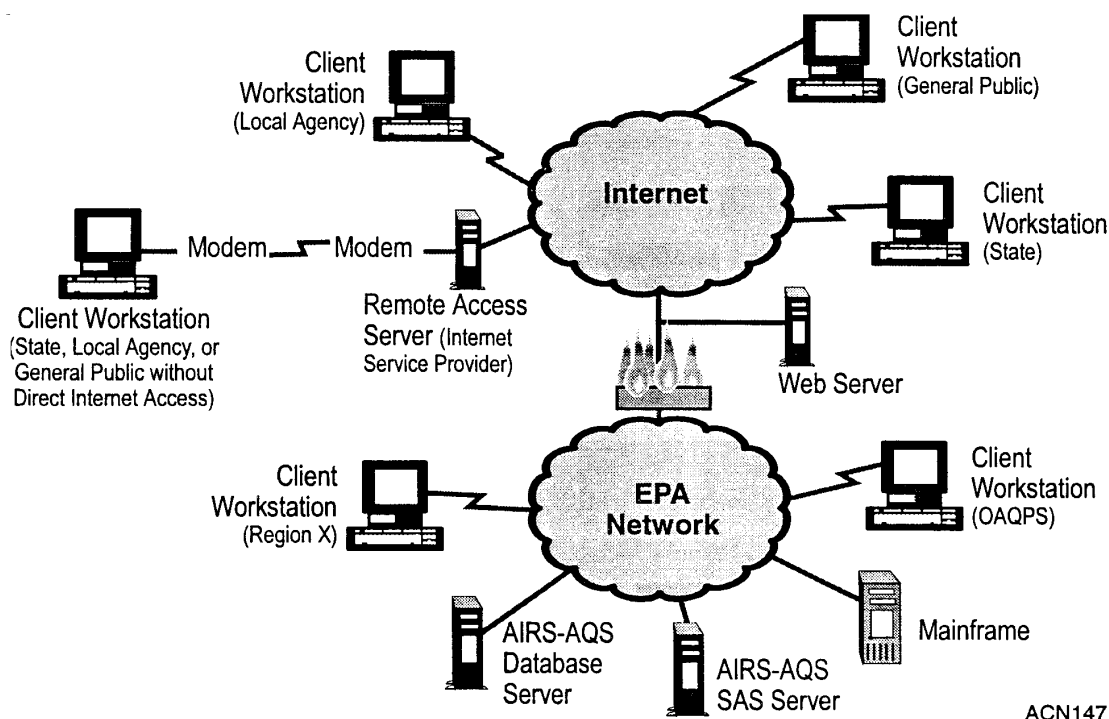 Client
Workstation
(General Public)
Client
Workstation
(Local Agency)
Internet
Client
Workstation
(State)
Modem
Modem
Client Workstation
(State, Local Agency, or
General Public without
Direct Internet Access)
Remote Access
Server (Internet
Service Provider)
Web Server
Client
Workstation
(Region X)
EPA
Network
Client
Workstation
(OAQPS)
AIRS-AQS
Database
Server
AIRS-AQS
SAS Server
Mainframe
ACN147